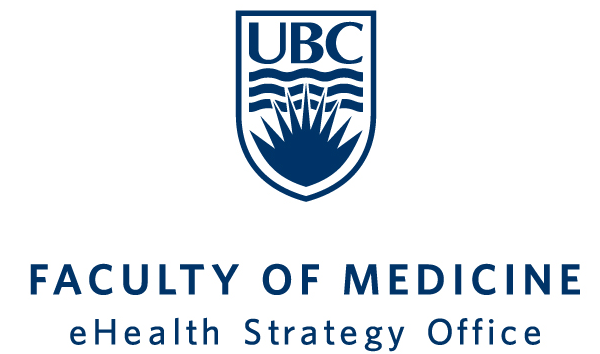 UBC
FACULTY OF MEDICINE
eHealth Strategy Office